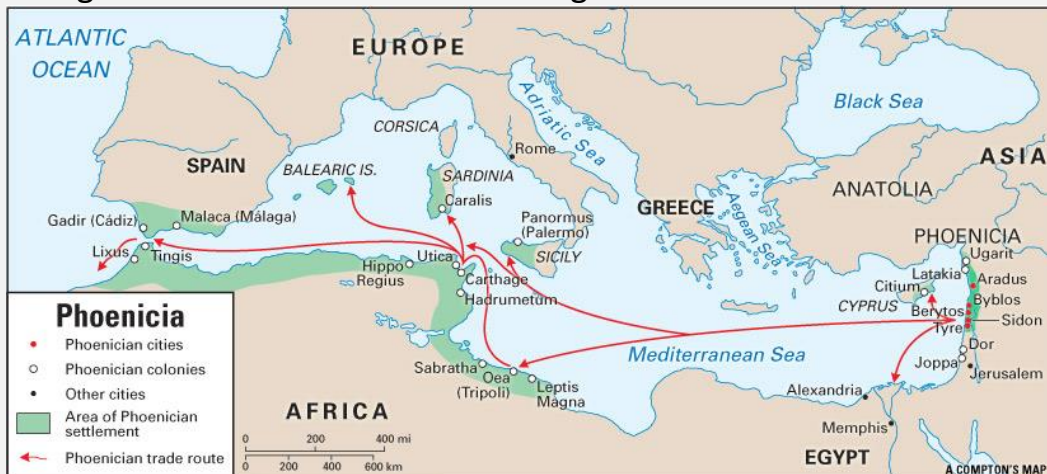 ATLANTIC
OCEAN
EUROPE
Adriatic Sea
Black Sea
CORSICA
Rome
ASIA
SPAIN
BALEARIC IS.
SARDINIA
ANATOLIA
Caralis
GREECE
Aegean Sea
Gadir (Cádiz)
Malaca (Málaga)
Panormus
(Palermo)
PHOENICIA
Ugarit
Lixus
Tingis
Utica
SICILY
Latakia
Aradus
Hippo
Regius
Carthage
Citium
Byblos
Hadrumetum
CYPRUS
Berytos
Sidon
Tyre
Phoenicia
Phoenician cities
Phoenician colonies
Other cities
Area of Phoenician
settlement
Phoenician trade route
Mediterranean Sea
Dor
Joppa
Jerusalem
Sabratha
Oea
(Tripoli)
Leptis
Magna
Alexandria
AFRICA
Memphis
0 200 400 mi
0 200 400 600 km
EGYPT
A COMPTON'S MAP